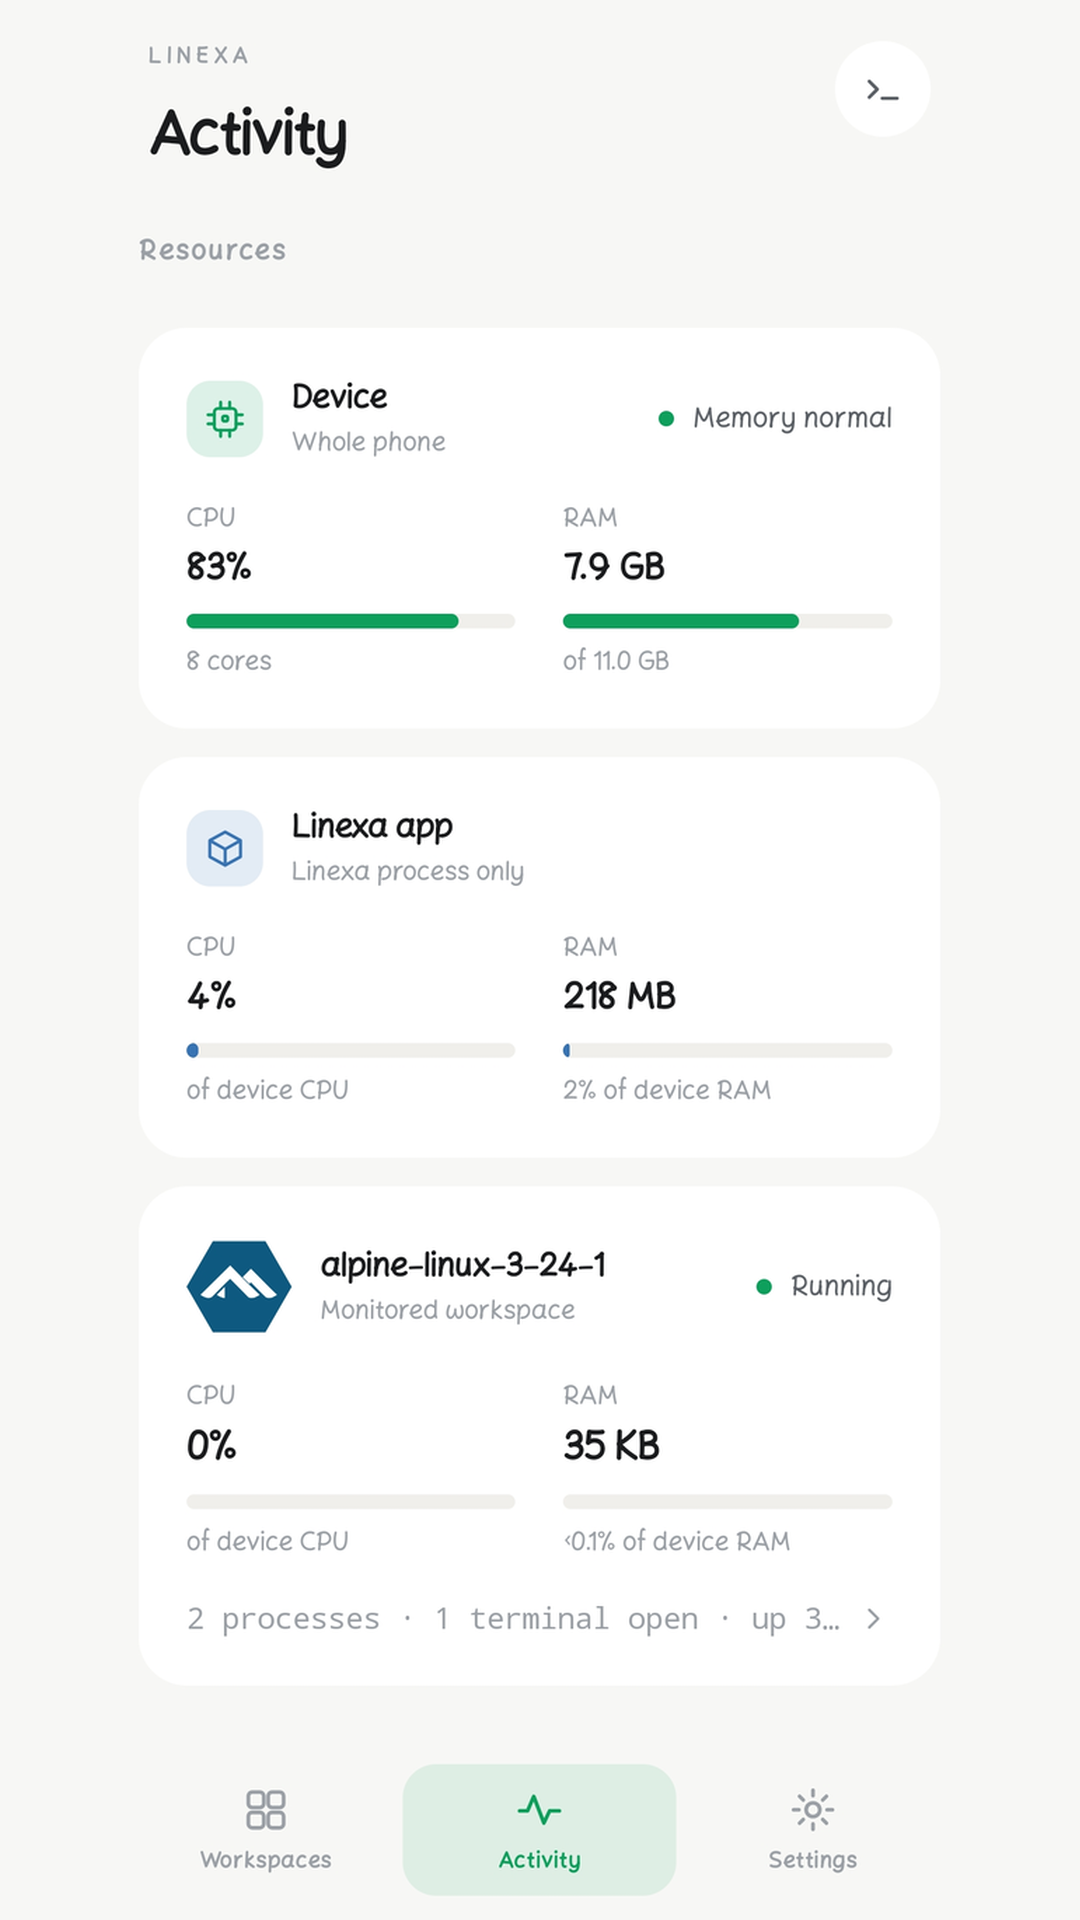 LINEXA
Activity
Resources
Device
Whole phone
Memory normal
CPU
83%
8 cores
RAM
7.9 GB
of 11.0 GB
Linexa app
Linexa process only
CPU
4%
of device CPU
RAM
218 MB
2% of device RAM
alpine-linux-3-24-1
Monitored workspace
Running
CPU
0%
of device CPU
RAM
35 KB
<0.1% of device RAM
2 processes · 1 terminal open · up 3…
Workspaces
Activity
Settings